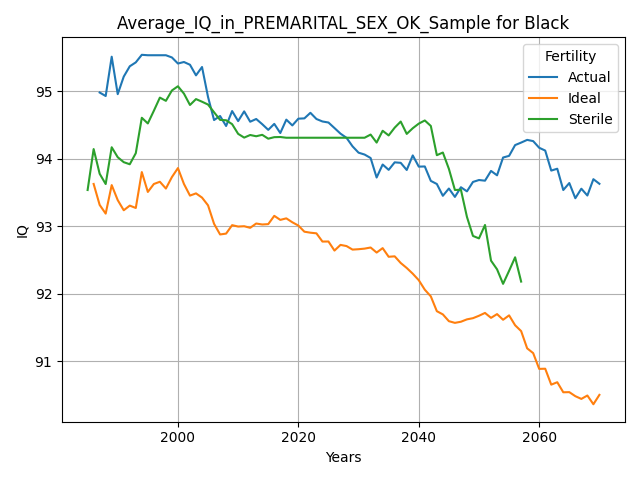 Average_IQ_in_PREMARITAL_SEX_OK_Sample for Black
Fertility
Actual
Ideal
Sterile
95
94
93
92
91
IQ
2000
2020
2040
2060
Years